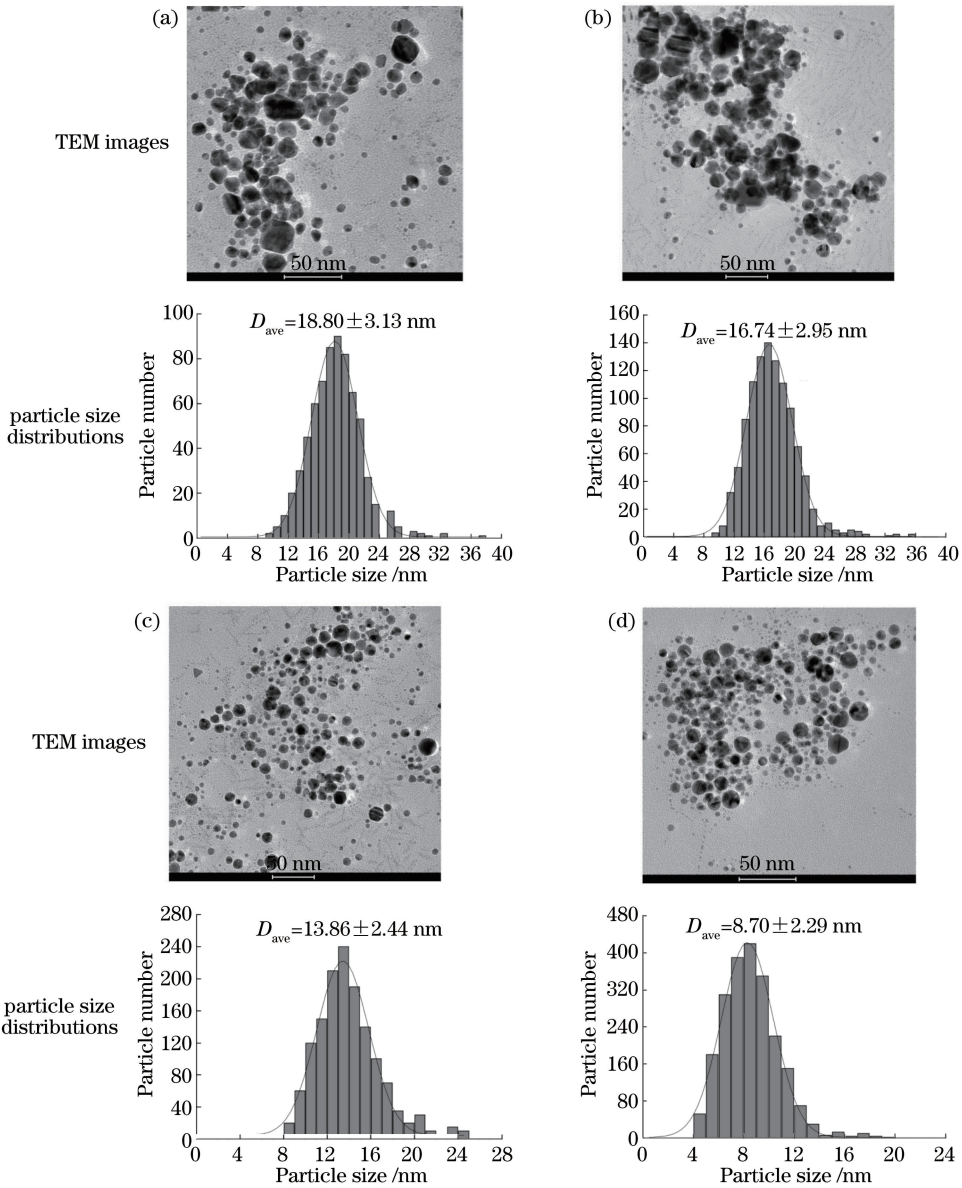 (a)
(b)
TEM images
50 nm
50 nm
D_ave=18.80±3.13 nm
D_ave=16.74±2.95 nm
particle size
distributions
Particle number
100
80
60
40
20
0
0 4 8 12 16 20 24 28 32 36 40
Particle size /nm
Particle number
160
140
120
100
80
60
40
20
0
0 4 8 12 16 20 24 28 32 36 40
Particle size /nm
(c)
(d)
TEM images
50 nm
50 nm
D_ave=13.86±2.44 nm
D_ave=8.70±2.29 nm
particle size
distributions
Particle number
280
240
200
160
120
80
40
0
0 4 8 12 16 20 24 28
Particle size /nm
Particle number
480
400
320
240
160
80
0
0 4 8 12 16 20 24
Particle size /nm